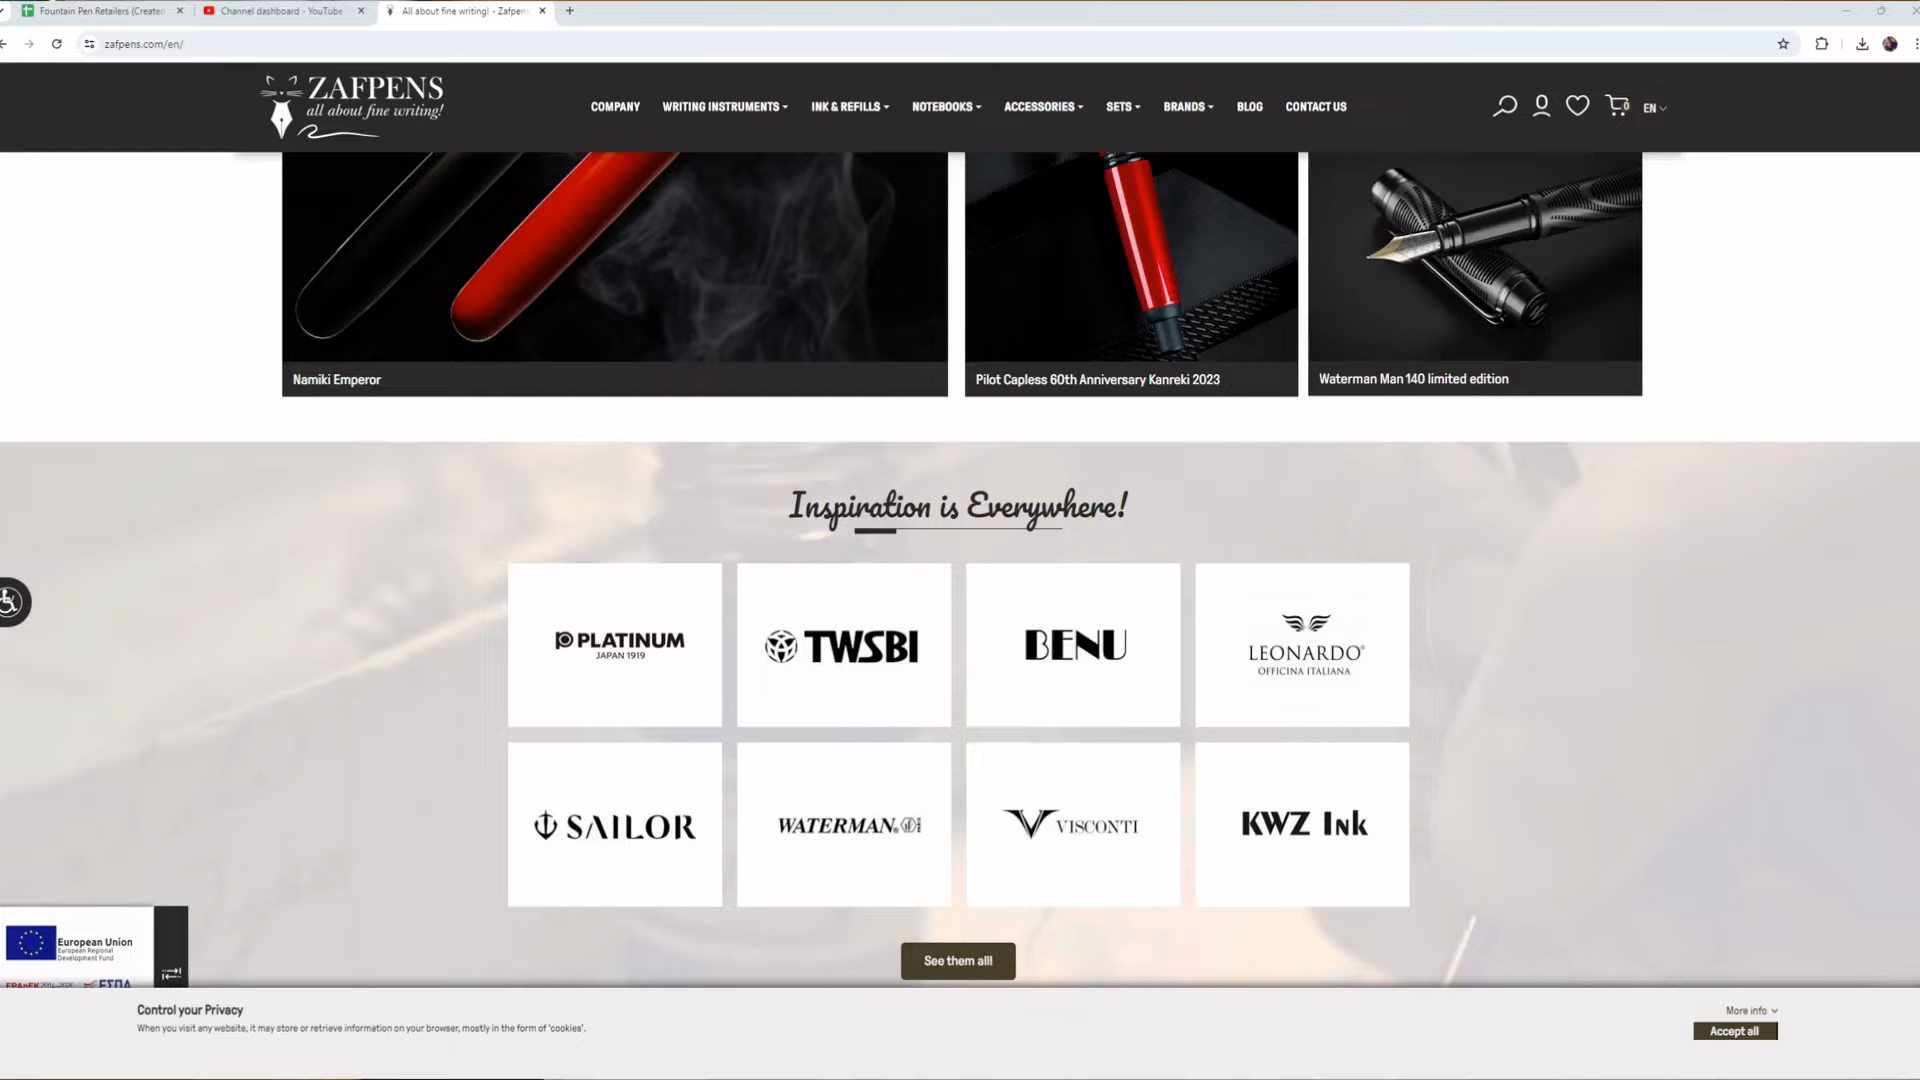 Fountain Pen Retailers (Created
Channel dashboard - YouTube
All about fine writing! - Zafpen
zafpens.com/en/
ZAFPENS
all about fine writing!
COMPANY
WRITING INSTRUMENTS
INK & REFILLS
NOTEBOOKS
ACCESSORIES
SETS
BRANDS
BLOG
CONTACT US
0
EN
Namiki Emperor
Pilot Capless 60th Anniversary Kanreki 2023
Waterman Man 140 limited edition
Inspiration is Everywhere!
PLATINUM
JAPAN 1919
TWSBI
BENU
LEONARDO®
OFFICINA ITALIANA
SAILOR
WATERMAN®
VISCONTI
KWZ Ink
European Union
European Regional
Development Fund
ΕΣΠΑ
See them all!
Control your Privacy
When you visit any website, it may store or retrieve information on your browser, mostly in the form of 'cookies'.
More info
Accept all